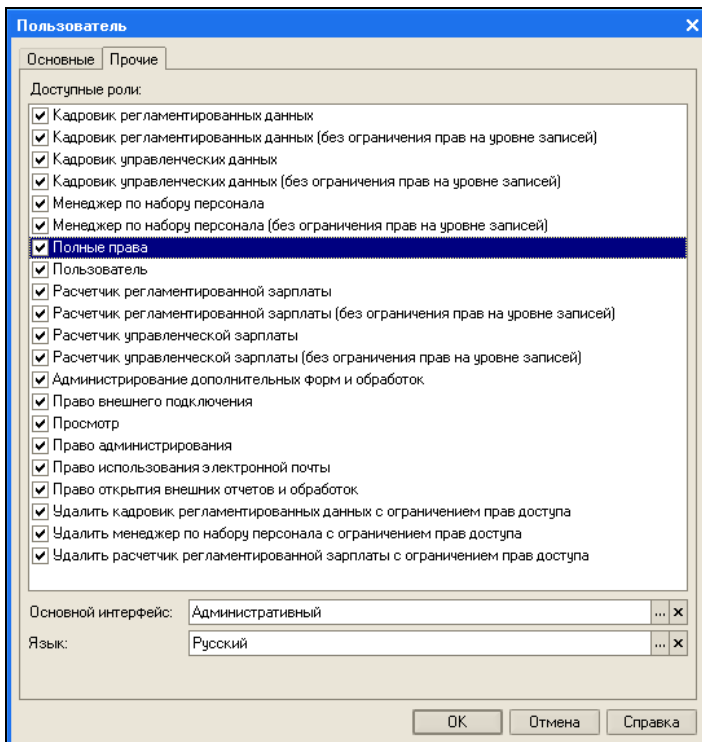 Пользователь
Основные Прочие
Доступные роли:
Кадровик регламентированных данных
Кадровик регламентированных данных (без ограничения прав на уровне записей)
Кадровик управленческих данных
Кадровик управленческих данных (без ограничения прав на уровне записей)
Менеджер по набору персонала
Менеджер по набору персонала (без ограничения прав на уровне записей)
Полные права
Пользователь
Расчетчик регламентированной зарплаты
Расчетчик регламентированной зарплаты (без ограничения прав на уровне записей)
Расчетчик управленческой зарплаты
Расчетчик управленческой зарплаты (без ограничения прав на уровне записей)
Администрирование дополнительных форм и обработок
Право внешнего подключения
Просмотр
Право администрирования
Право использования электронной почты
Право открытия внешних отчетов и обработок
Удалить кадровик регламентированных данных с ограничением прав доступа
Удалить менеджер по набору персонала с ограничением прав доступа
Удалить расчетчик регламентированной зарплаты с ограничением прав доступа
Основной интерфейс: Административный ...
Язык: Русский ...
OK Отмена Справка